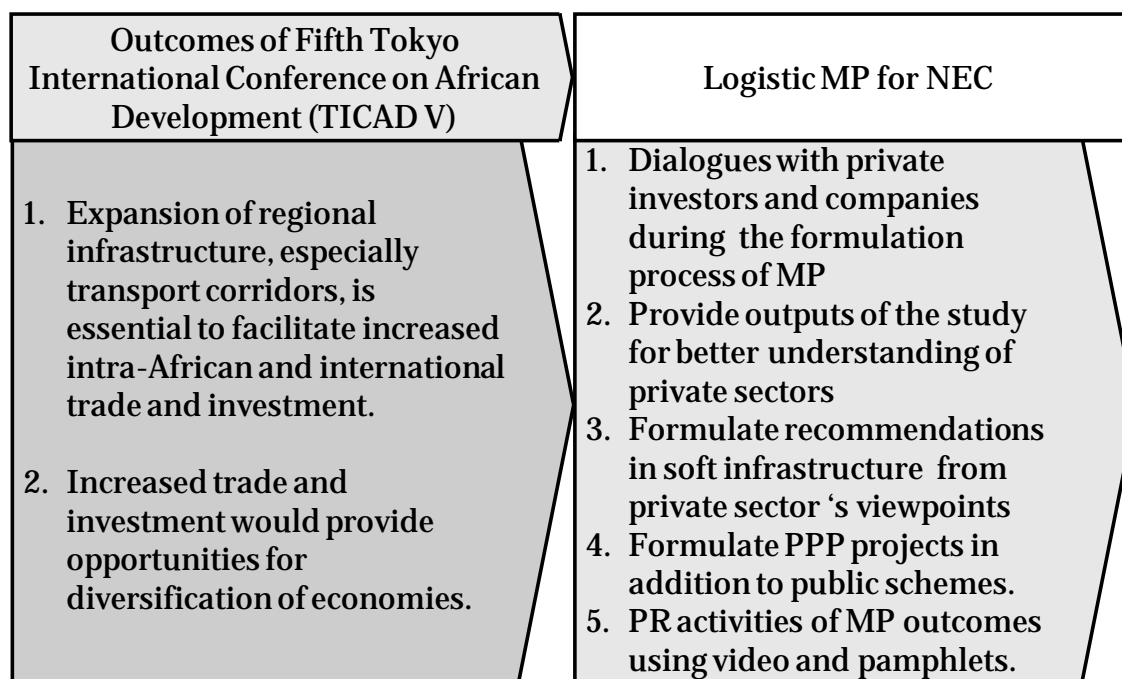 Outcomes of Fifth Tokyo
International Conference on African
Development (TICAD V)
1. Expansion of regional
infrastructure, especially
transport corridors, is
essential to facilitate increased
intra-African and international
trade and investment.
2. Increased trade and
investment would provide
opportunities for
diversification of economies.
Logistic MP for NEC
1. Dialogues with private
investors and companies
during the formulation
process of MP
2. Provide outputs of the study
for better understanding of
private sectors
3. Formulate recommendations
in soft infrastructure from
private sector ‘s viewpoints
4. Formulate PPP projects in
addition to public schemes.
5. PR activities of MP outcomes
using video and pamphlets.